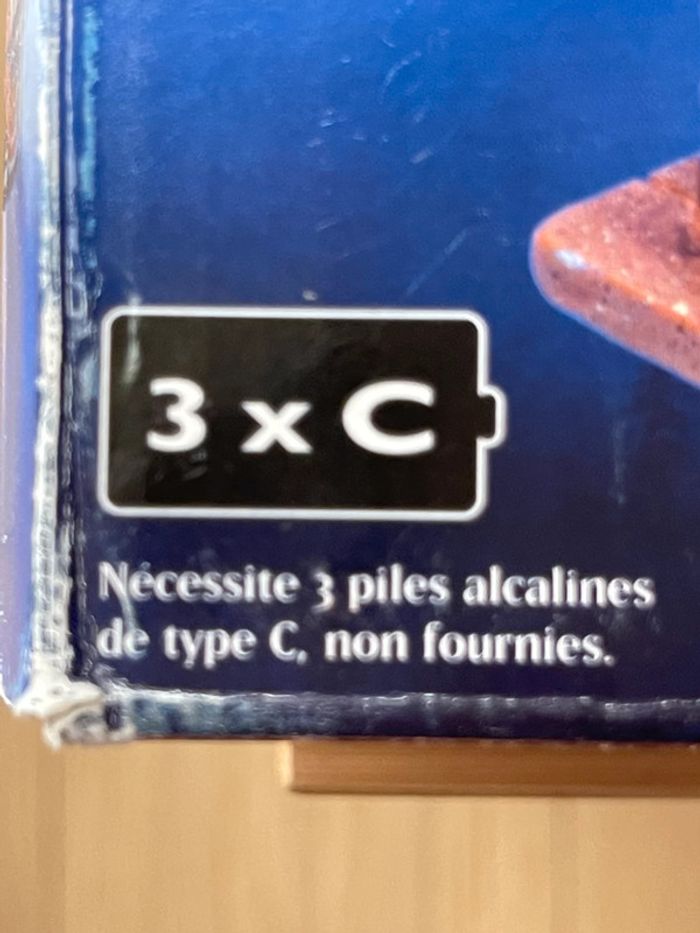 3 x C
Nécessite 3 piles alcalines
de type C, non fournies.